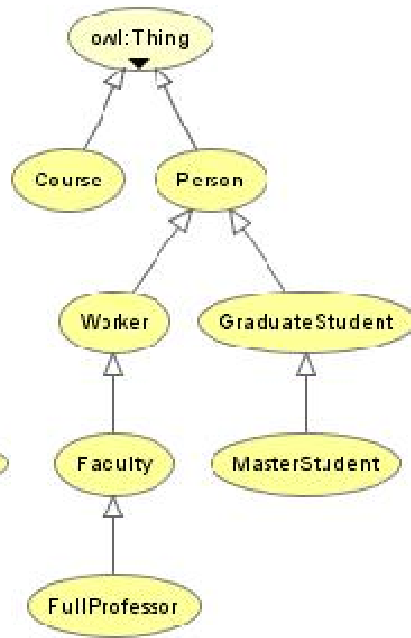 owl:Thing
Course
Person
Worker
GraduateStudent
Faculty
MasterStudent
FullProfessor